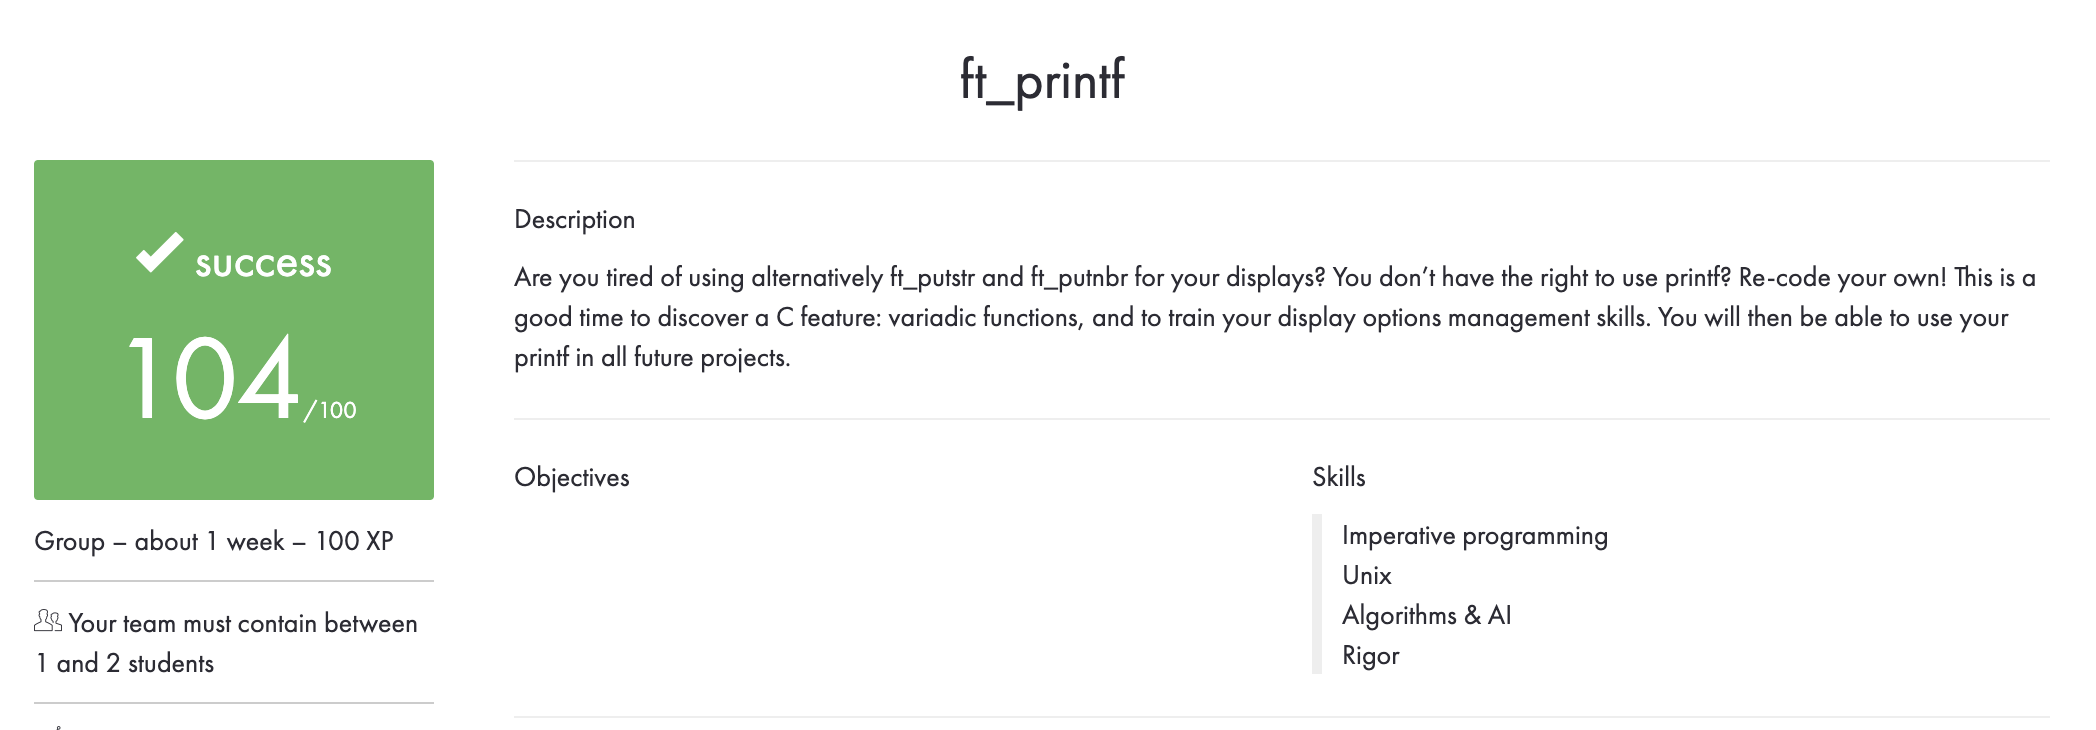 ft_printf
success
104/100
Group – about 1 week – 100 XP
Your team must contain between
1 and 2 students
Description
Are you tired of using alternatively ft_putstr and ft_putnbr for your displays? You don’t have the right to use printf? Re-code your own! This is a
good time to discover a C feature: variadic functions, and to train your display options management skills. You will then be able to use your
printf in all future projects.
Objectives
Skills
Imperative programming
Unix
Algorithms & AI
Rigor